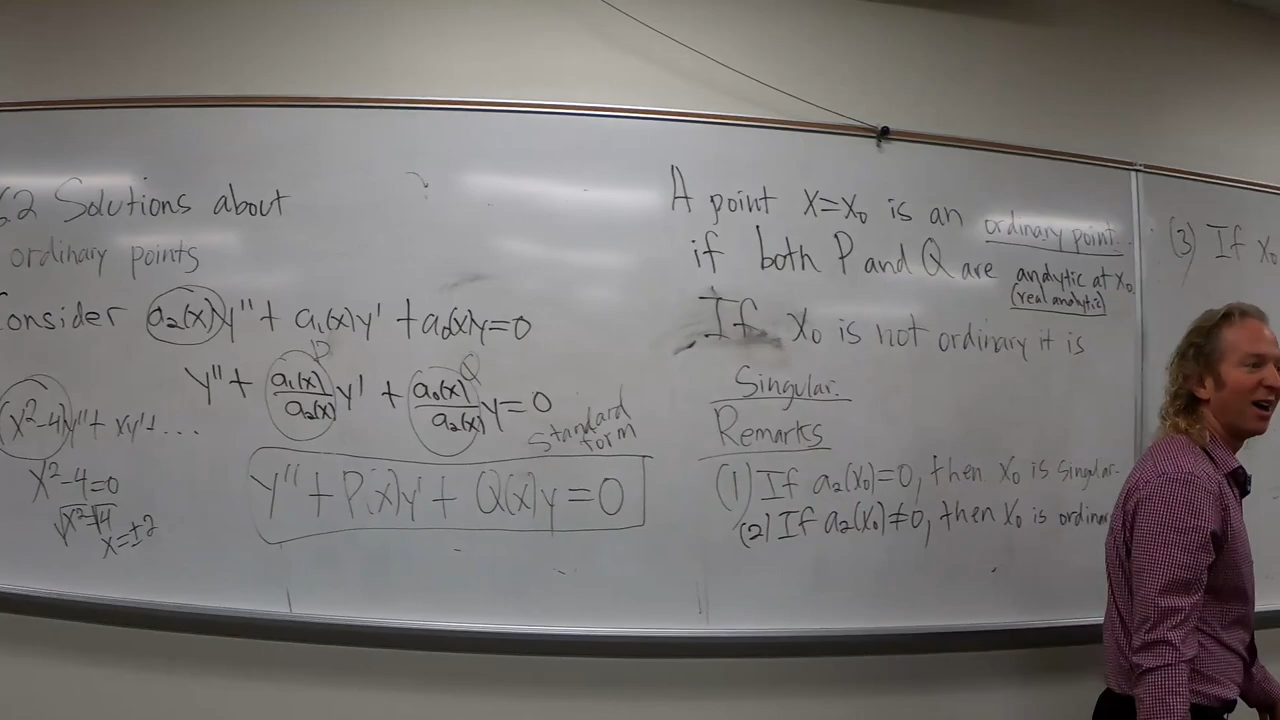 6.2 Solutions about
ordinary points
Consider a₂(x)y'' + a₁(x)y' + a₀(x)y=0
P
Q
y'' + a₁(x)/a₂(x) y' + a₀(x)/a₂(x) y=0
Standard form
(x²-4)y''+ xy'+ ...
x²-4=0
√x²=√4
x=±2
y'' + P(x)y' + Q(x)y=0
A point x=x₀ is an ordinary point
if both P and Q are analytic at x₀.
(real analytic)
If x₀ is not ordinary it is
Singular.
Remarks
(1) If a₂(x₀)=0, then x₀ is singular.
(2) If a₂(x₀)≠0, then x₀ is ordinar
(3) If x₀